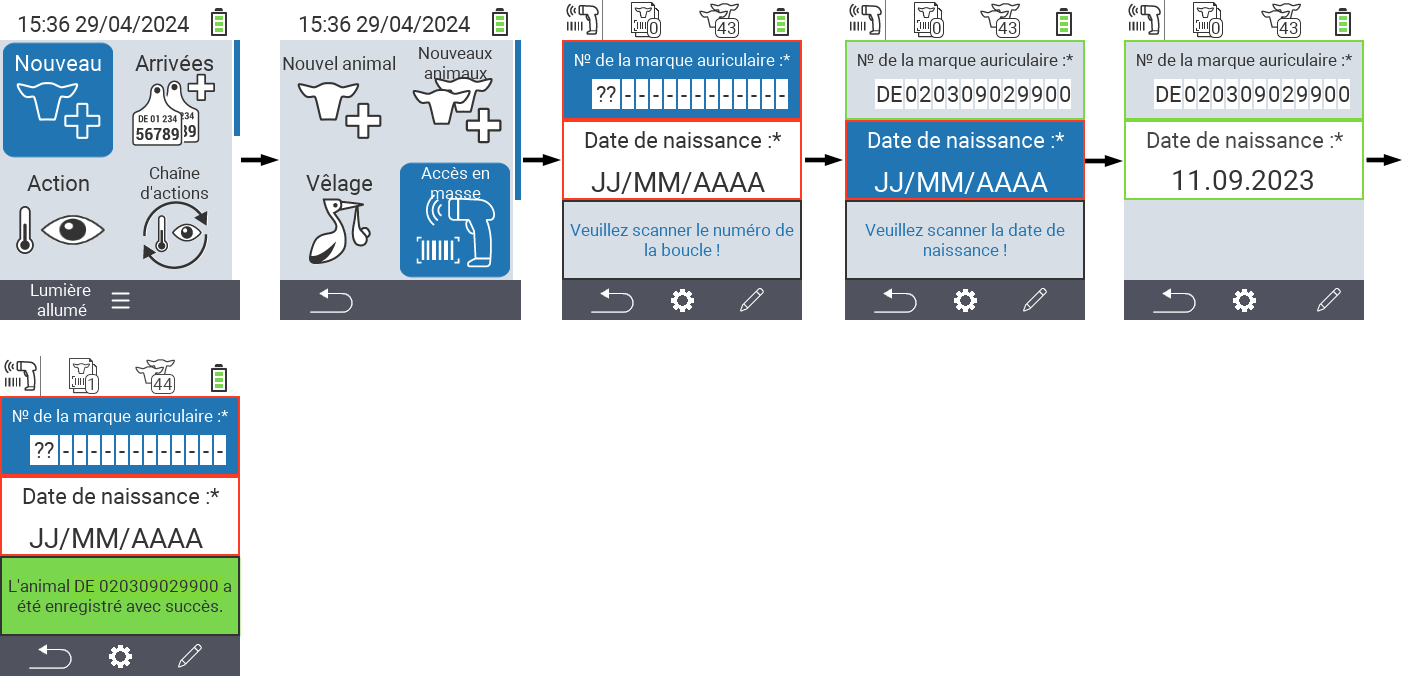 15:36 29/04/2024
Nouveau
Arrivées
DE 01 234
56789
234
89
Action
Chaîne
d'actions
Lumière
allumé
15:36 29/04/2024
Nouvel animal
Nouveaux
animaux
Vêlage
Accès en
masse
0
43
Nº de la marque auriculaire :*
??-----------­-
Date de naissance :*
JJ/MM/AAAA
Veuillez scanner le numéro de
la boucle !
0
43
Nº de la marque auriculaire :*
DE020309029900
Date de naissance :*
JJ/MM/AAAA
Veuillez scanner la date de
naissance !
0
43
Nº de la marque auriculaire :*
DE020309029900
Date de naissance :*
11.09.2023
1
44
Nº de la marque auriculaire :*
??------------
Date de naissance :*
JJ/MM/AAAA
L'animal DE 020309029900 a
été enregistré avec succès.